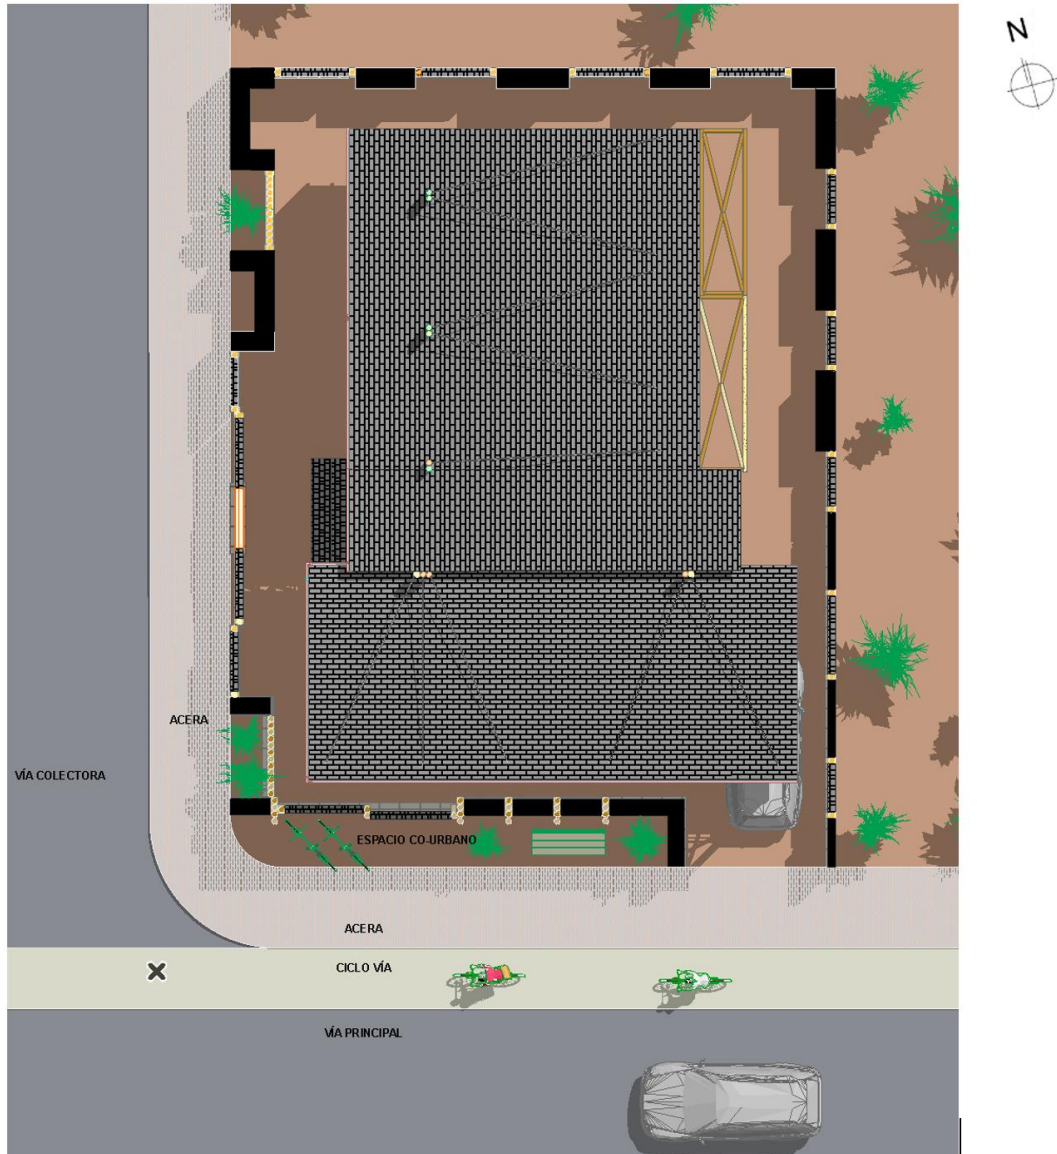 N
ACERA
VÍA COLECTORA
ESPACIO CO-URBANO
ACERA
CICLO VÍA
VÍA PRINCIPAL